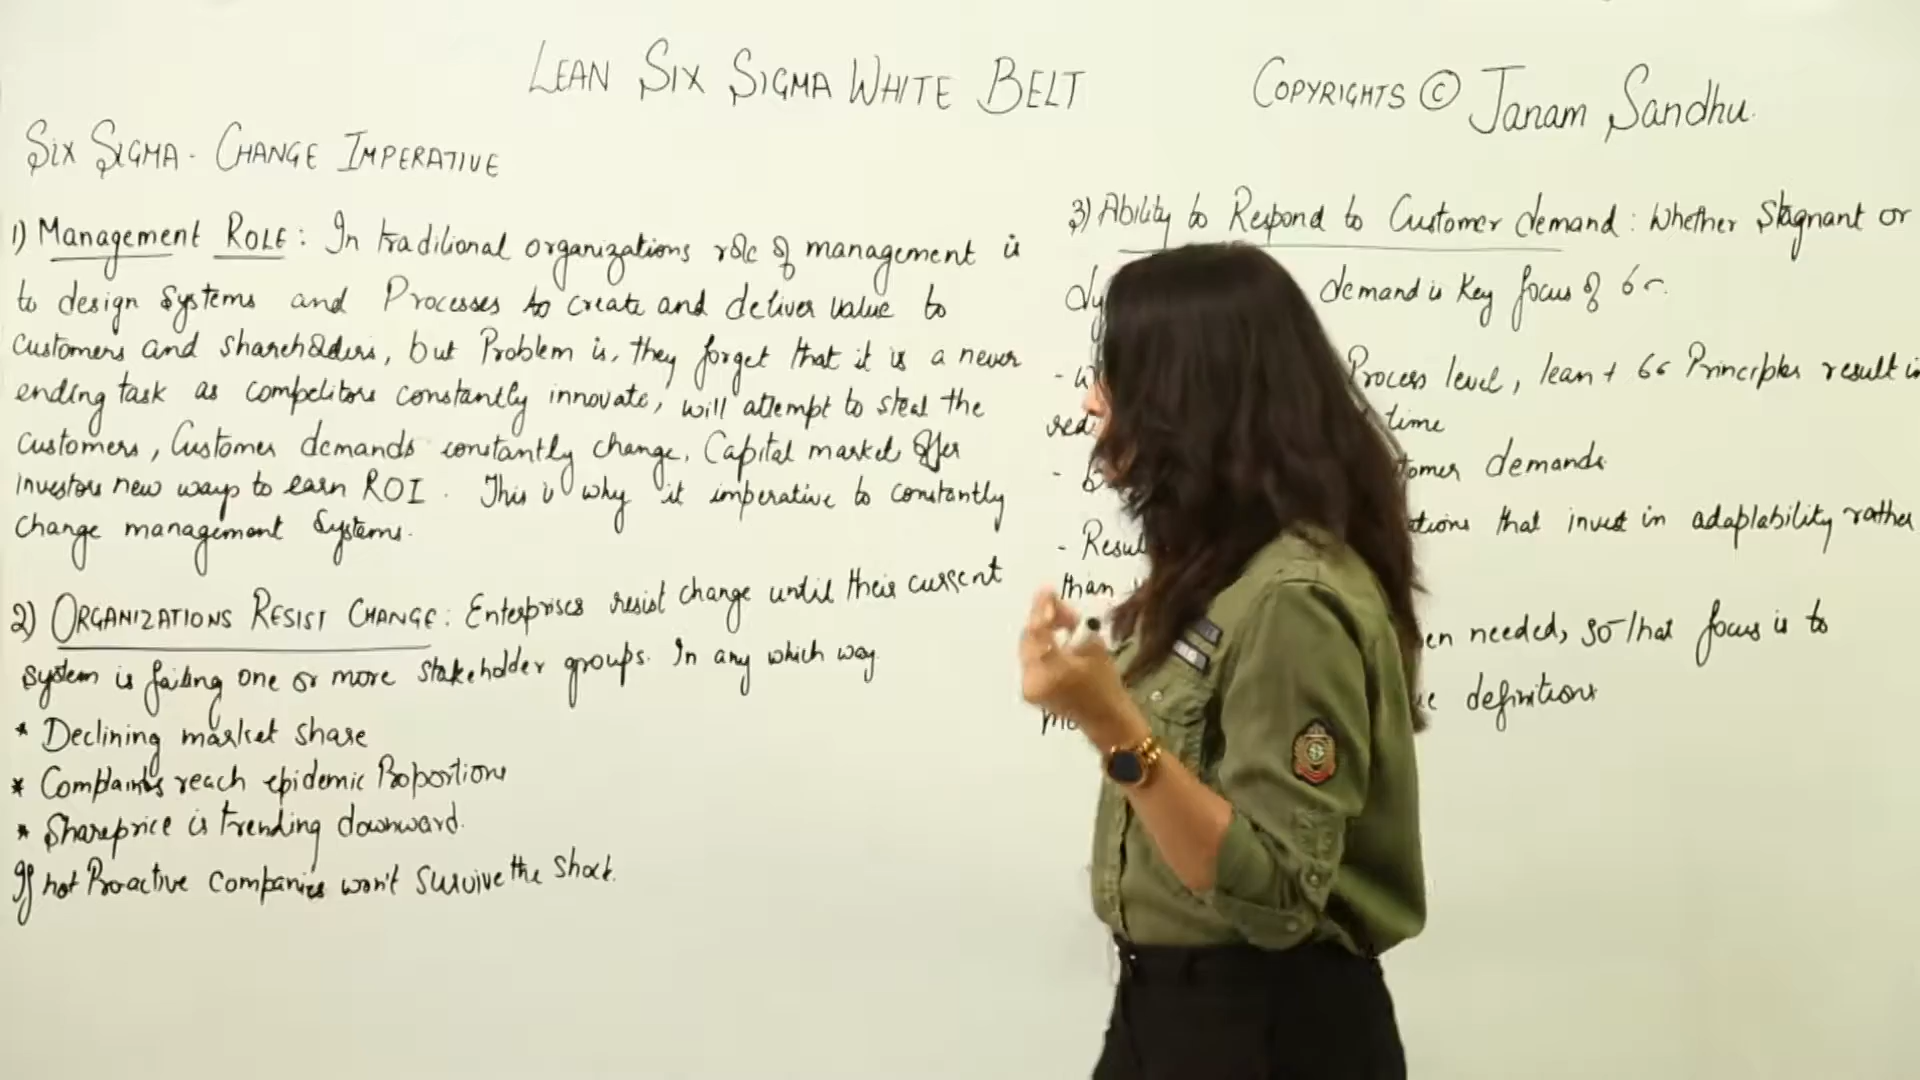 LEAN SIX SIGMA WHITE BELT
COPYRIGHTS © Janam Sandhu.
SIX SIGMA - CHANGE IMPERATIVE
1) Management ROLE : In traditional organizations role of management is
to design Systems and Processes to create and deliver value to
customers and shareholders, but Problem is, they forget that it is a never
ending task as competitors constantly innovate, will attempt to steal the
customers, Customer demands constantly change, Capital market offer
investors new ways to earn ROI. This is why it imperative to constantly
change management Systems.
2) ORGANIZATIONS RESIST CHANGE : Enterprises resist change until their current
system is failing one or more stakeholder groups. In any which way.
* Declining market share
* Complaints reach epidemic Proportions
* Shareprice is trending downward.
If not Proactive Companies won't survive the shock.
3) Ability to Respond to Customer demand : Whether Stagnant or
demand is Key focus of 6σ.
Process level, lean + 6σ Principles result in
time
demands
- that invest in adaptability rather
than
needed, so that focus is to
definitions